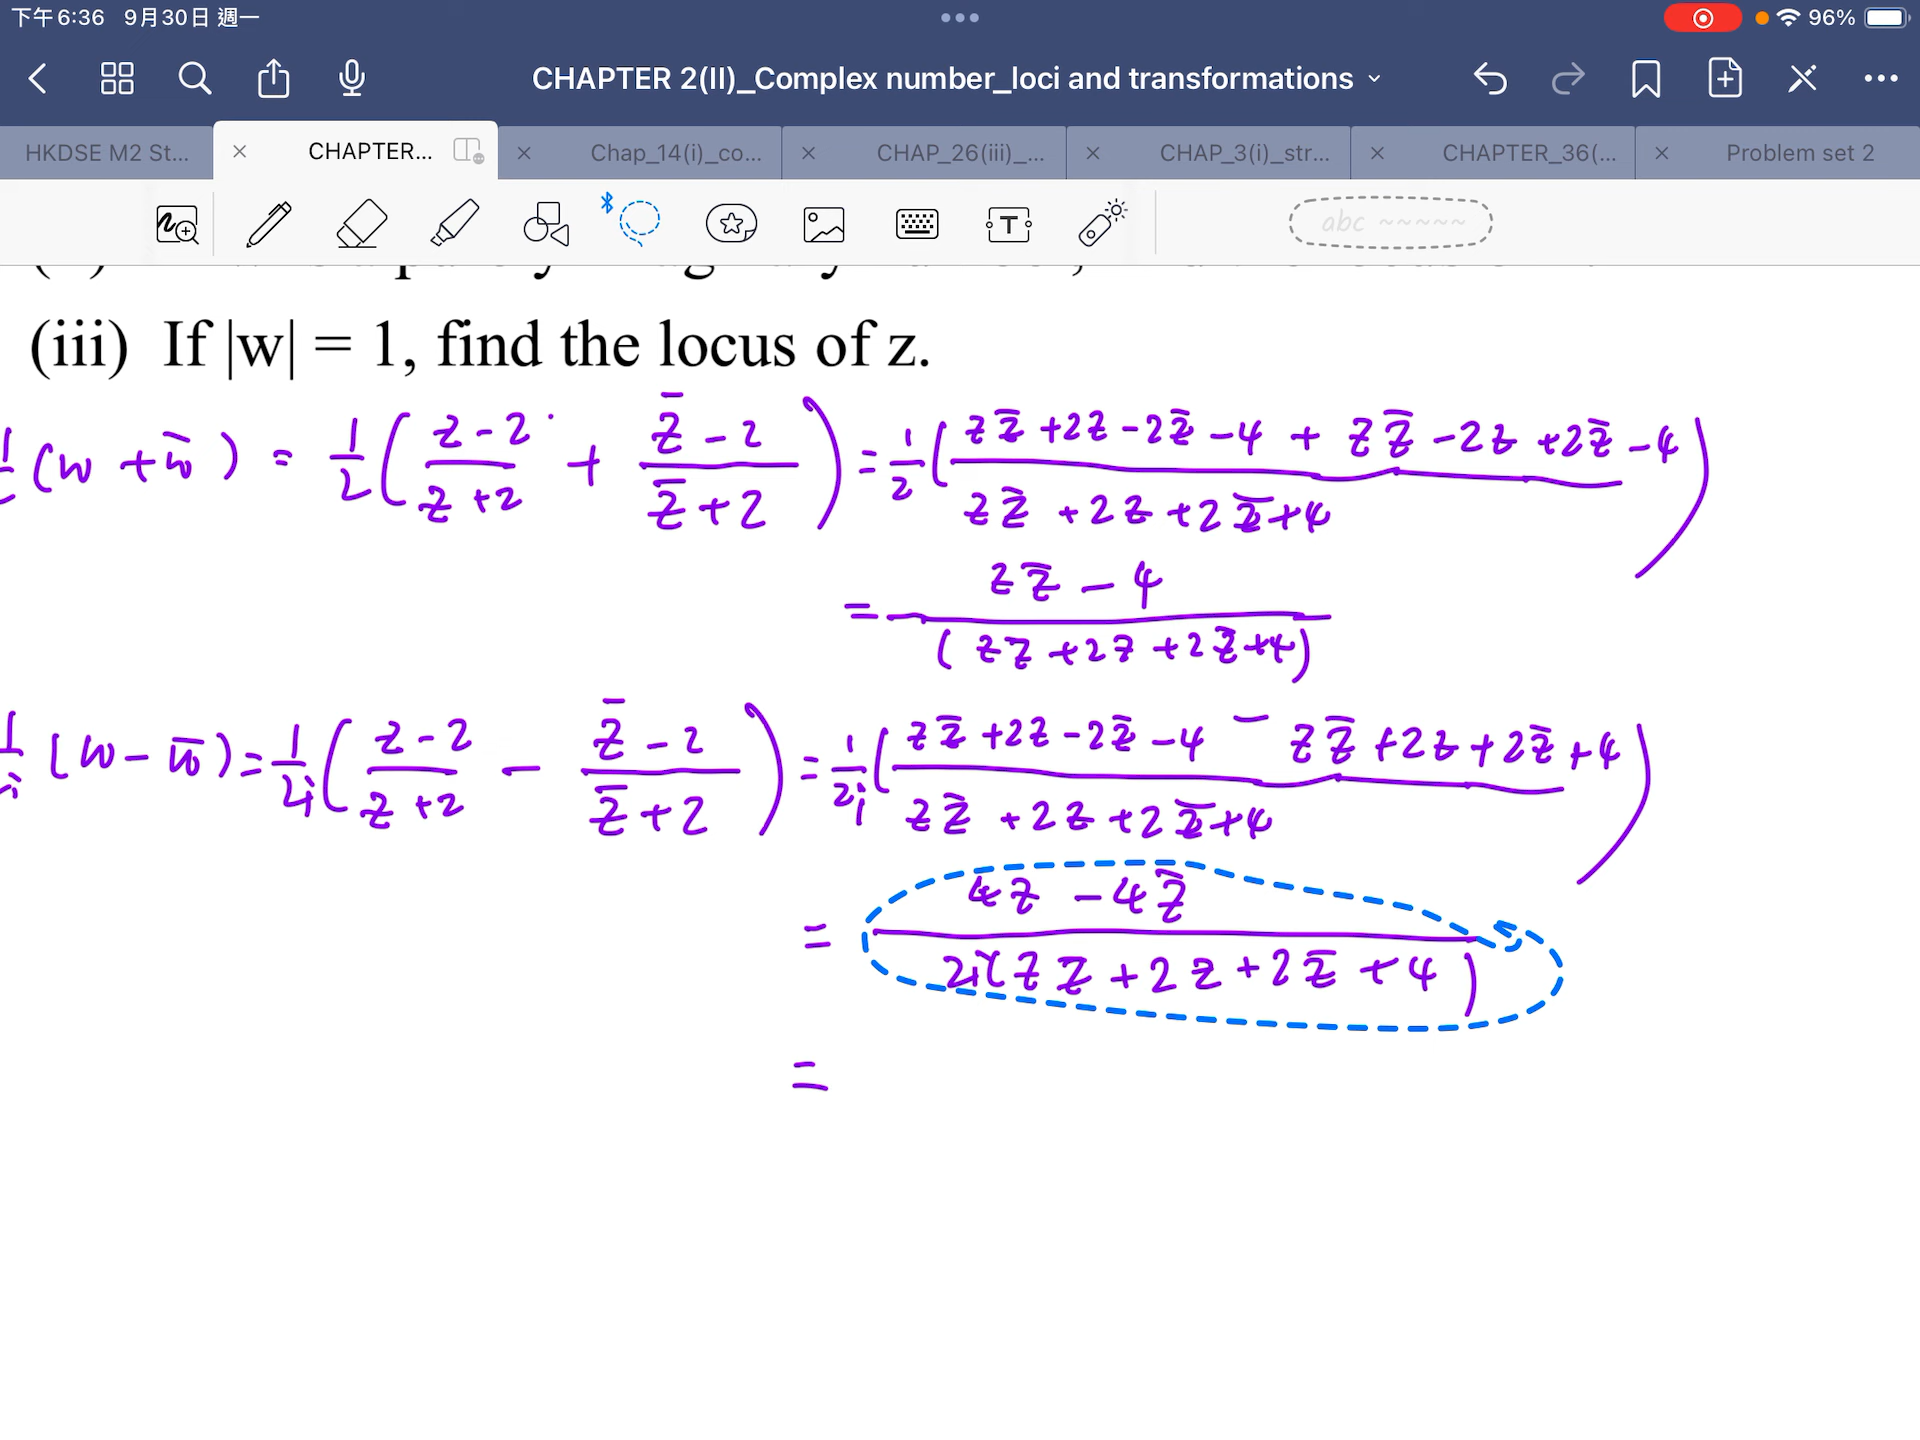 下午6:36 9月30日 週一 96%
CHAPTER 2(II)_Complex number_loci and transformations
HKDSE M2 St... CHAPTER... Chap_14(i)_co... CHAP_26(iii)_... CHAP_3(i)_str... CHAPTER_36(... Problem set 2
T abc
(iii) If |w| = 1, find the locus of z.
(w + w̄) = 1/2 ( (z-2)/(z+2) + (z̄-2)/(z̄+2) ) = 1/2 ( (zz̄ +2z -2z̄ -4 + zz̄ -2z +2z̄ -4)/(zz̄ +2z +2z̄ +4) )
= (zz̄ - 4)/(zz̄ +2z +2z̄ +4)
(w - w̄) = 1/2i ( (z-2)/(z+2) - (z̄-2)/(z̄+2) ) = 1/2i ( (zz̄ +2z -2z̄ -4 - zz̄ +2z +2z̄ +4)/(zz̄ +2z +2z̄ +4) )
= (4z - 4z̄)/(2i(zz̄ +2z +2z̄ +4))
=